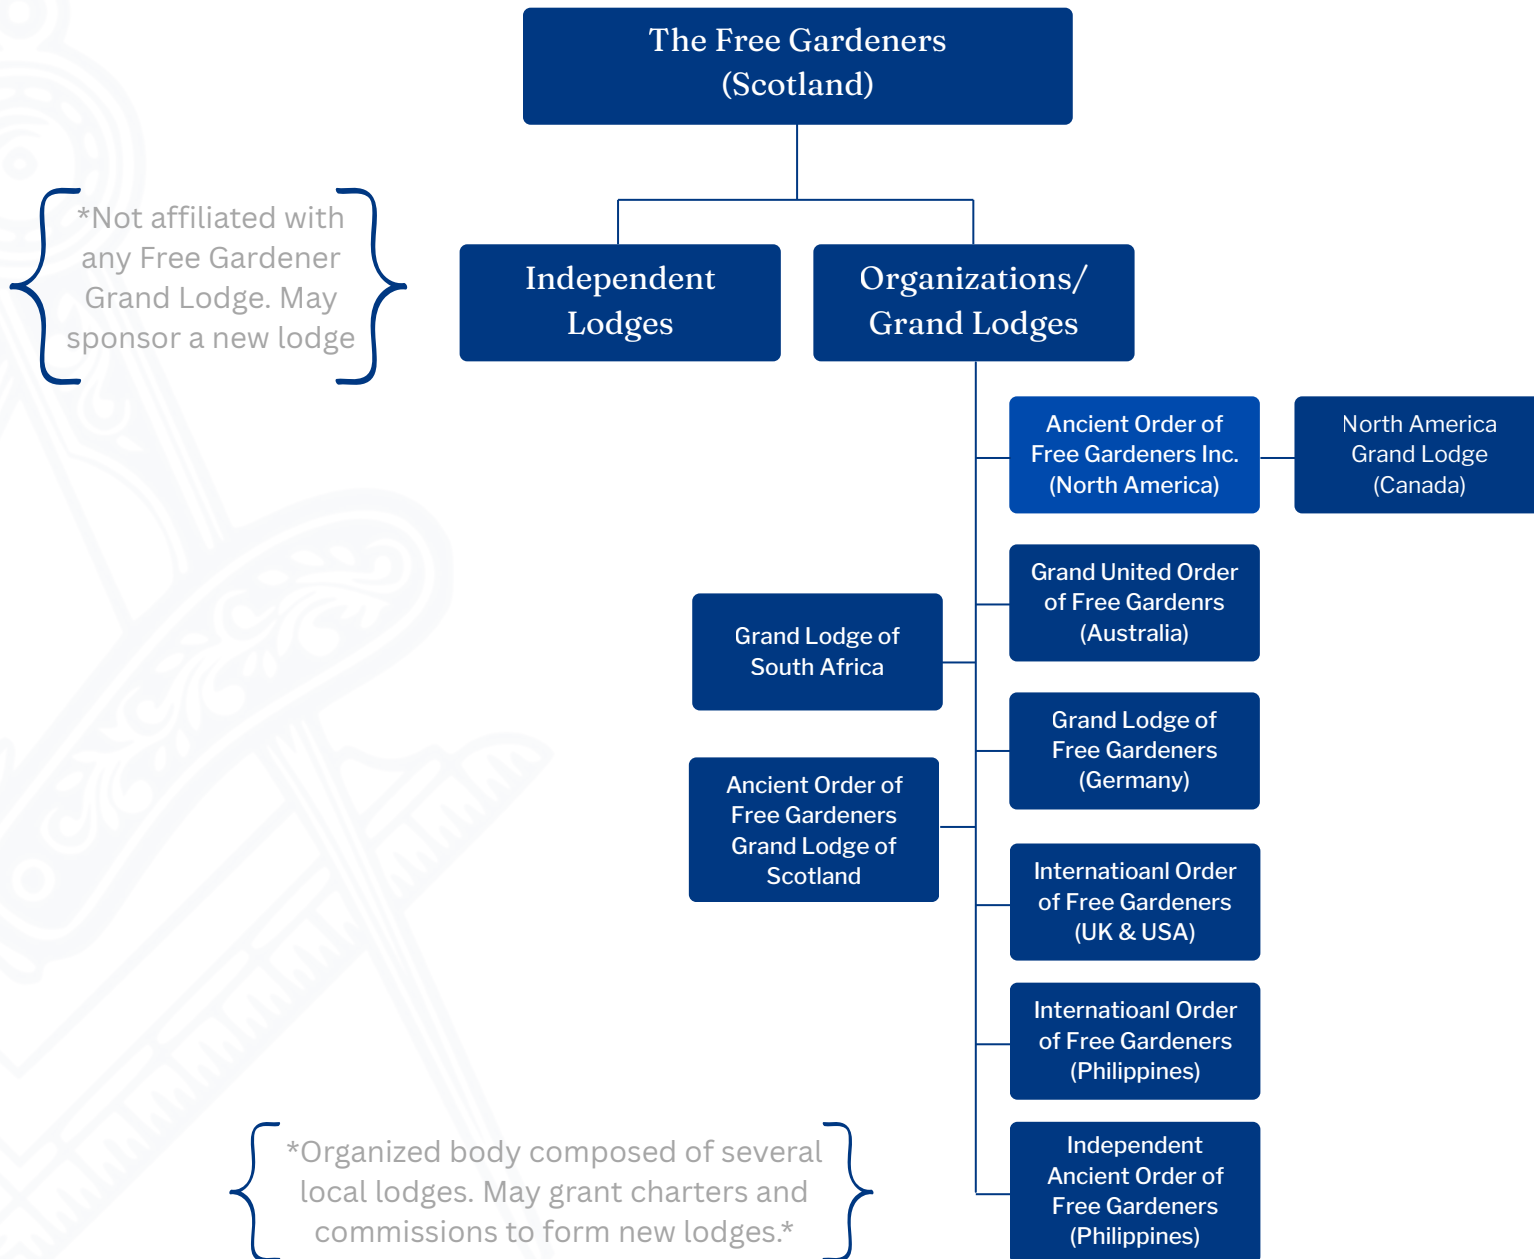 The Free Gardeners
(Scotland)
*Not affiliated with
any Free Gardener
Grand Lodge. May
sponsor a new lodge
Independent
Lodges
Organizations/
Grand Lodges
Ancient Order of
Free Gardeners Inc.
(North America)
North America
Grand Lodge
(Canada)
Grand United Order
of Free Gardenrs
(Australia)
Grand Lodge of
South Africa
Grand Lodge of
Free Gardeners
(Germany)
Ancient Order of
Free Gardeners
Grand Lodge of
Scotland
Internatioanl Order
of Free Gardeners
(UK & USA)
Internatioanl Order
of Free Gardeners
(Philippines)
*Organized body composed of several
local lodges. May grant charters and
commissions to form new lodges.*
Independent
Ancient Order of
Free Gardeners
(Philippines)